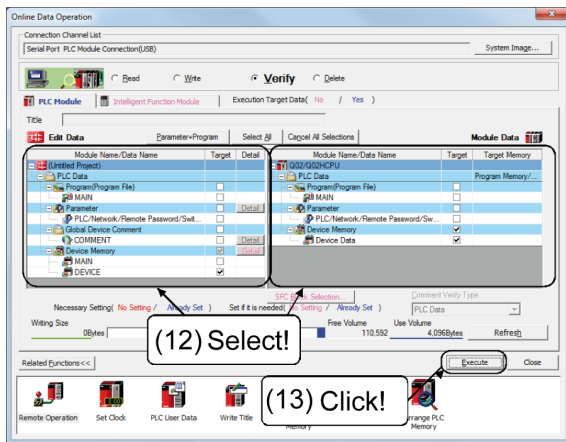 Online Data Operation
Connection Channel List
Serial Port PLC Module Connection(USB)
System Image...
Read
Write
Verify
Delete
PLC Module
Intelligent Function Module
Execution Target Data( No / Yes )
Title
Edit Data
Parameter+Program
Select All
Cancel All Selections
Module Data
Module Name/Data Name
Target
Detail
Module Name/Data Name
Target
Target Memory
(Untitled Project)
Q02/Q02HCPU
PLC Data
PLC Data
Program Memory/...
Program(Program File)
Program(Program File)
MAIN
MAIN
Parameter
Detail
Parameter
PLC/Network/Remote Password/Swit...
PLC/Network/Remote Password/Sw...
Global Device Comment
Device Memory
COMMENT
Detail
Device Data
Device Memory
Detail
MAIN
DEVICE
SFC Block Selection...
Comment Verify Type
Necessary Setting( No Setting / Already Set )
Set if it is needed( No Setting / Already Set )
PLC Data
Writing Size
Free Volume
Use Volume
0Bytes
110,592
4,096Bytes
Refresh
(12) Select!
Related Functions<<
Execute
Close
(13) Click!
Remote Operation
Set Clock
PLC User Data
Write Title
Memory
Arrange PLC
Memory